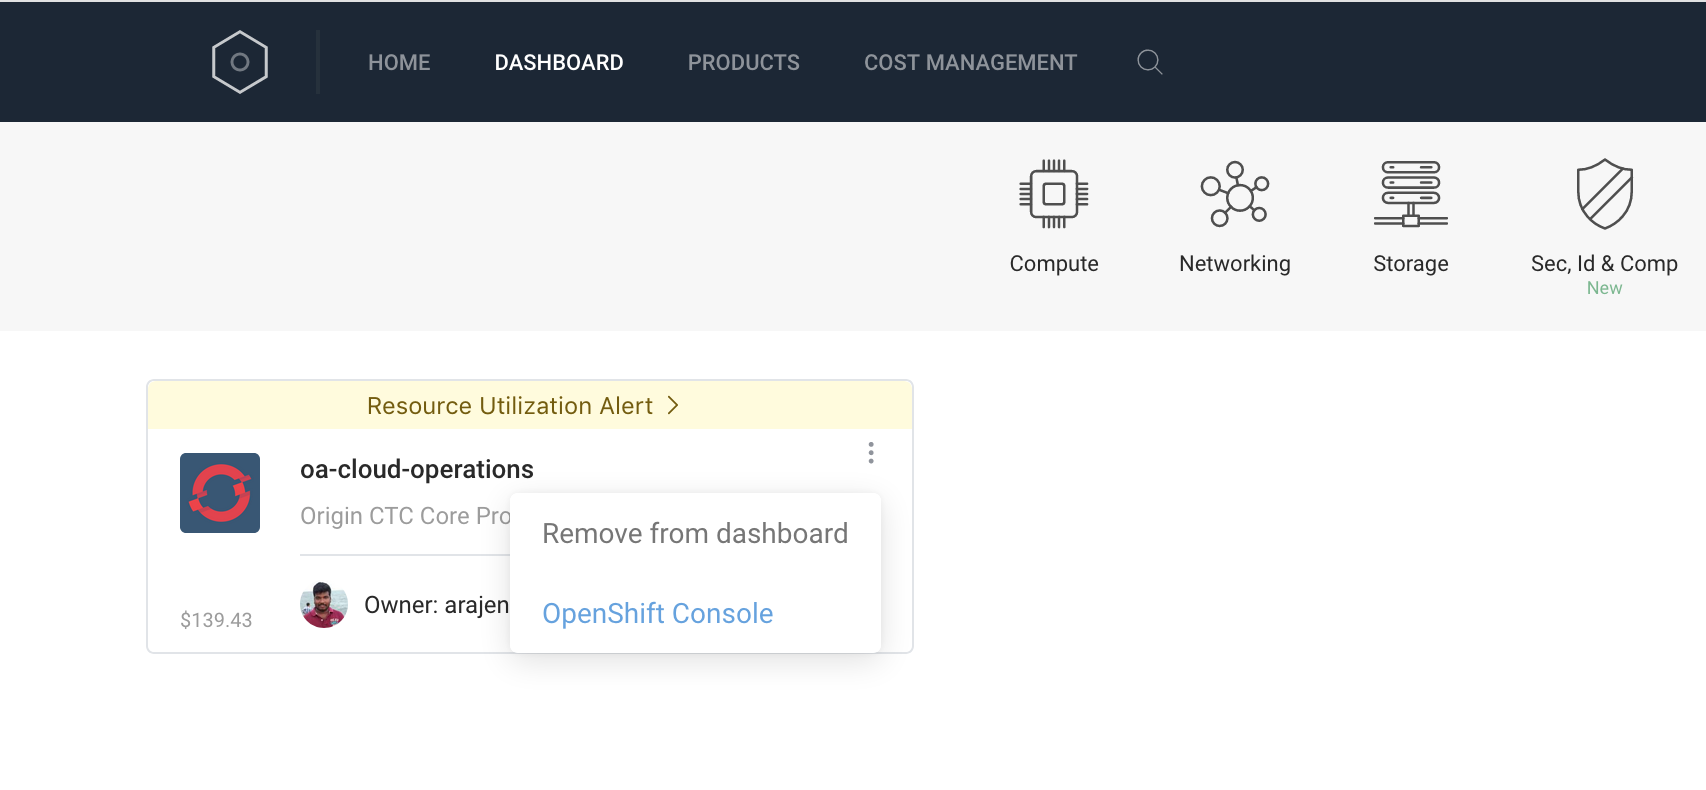 HOME DASHBOARD PRODUCTS COST MANAGEMENT
Compute Networking Storage Sec, Id & Comp
New
Resource Utilization Alert
oa-cloud-operations
Origin CTC Core Pro
Remove from dashboard
Owner: arajen
OpenShift Console
$139.43